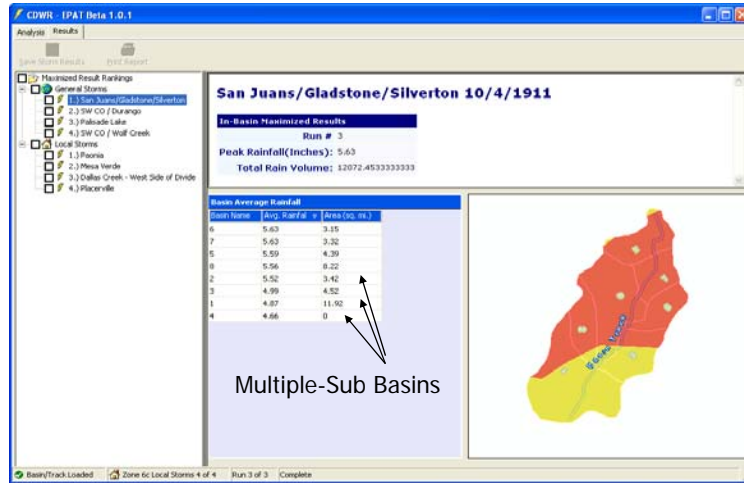 CDWR - EPAT Beta 1.0.1
Analysis Results
Save Storm Results Print Report
Maximized Result Rankings
General Storms
1.) San Juans/Gladstone/Silverton
2.) SW CO / Durango
3.) Palisade Lake
4.) SW CO / Wolf Creek
Local Storms
1.) Paonia
2.) Mesa Verde
3.) Dallas Creek - West Side of Divide
4.) Placerville
San Juans/Gladstone/Silverton 10/4/1911
In-Basin Maximized Results
Run # 3
Peak Rainfall(Inches): 5.63
Total Rain Volume: 12072.4533333333
Basin Average Rainfall
Basin Name Avg. Rainfal Area (sq. mi.)
6 5.63 3.15
7 5.63 3.32
5 5.59 4.39
8 5.56 8.22
2 5.52 3.42
3 4.99 4.52
1 4.87 11.92
4 4.66 0
Multiple-Sub Basins
Basin/Track Loaded Zone 6c Local Storms 4 of 4 Run 3 of 3 Complete